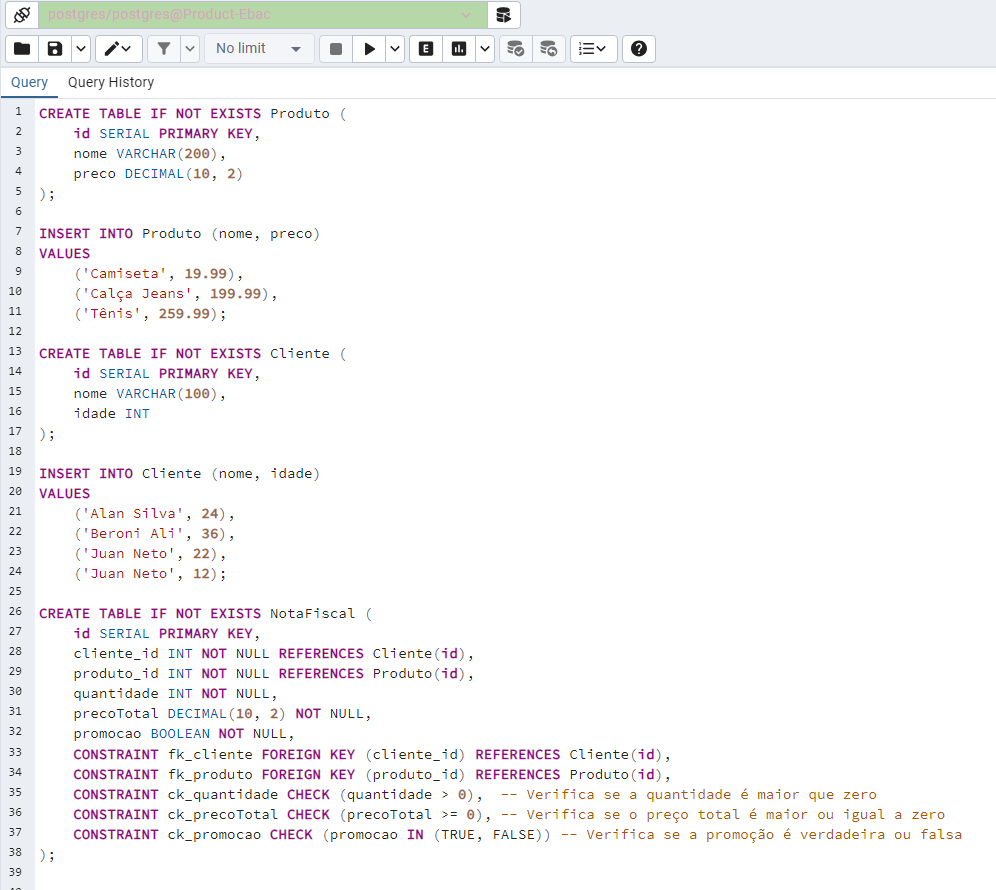 postgres/postgres@Product-Ebac
No limit
E
Query Query History
1 CREATE TABLE IF NOT EXISTS Produto (
2     id SERIAL PRIMARY KEY,
3     nome VARCHAR(200),
4     preco DECIMAL(10, 2)
5 );
6
7 INSERT INTO Produto (nome, preco)
8 VALUES
9     ('Camiseta', 19.99),
10     ('Calça Jeans', 199.99),
11     ('Tênis', 259.99);
12
13 CREATE TABLE IF NOT EXISTS Cliente (
14     id SERIAL PRIMARY KEY,
15     nome VARCHAR(100),
16     idade INT
17 );
18
19 INSERT INTO Cliente (nome, idade)
20 VALUES
21     ('Alan Silva', 24),
22     ('Beroni Ali', 36),
23     ('Juan Neto', 22),
24     ('Juan Neto', 12);
25
26 CREATE TABLE IF NOT EXISTS NotaFiscal (
27     id SERIAL PRIMARY KEY,
28     cliente_id INT NOT NULL REFERENCES Cliente(id),
29     produto_id INT NOT NULL REFERENCES Produto(id),
30     quantidade INT NOT NULL,
31     precoTotal DECIMAL(10, 2) NOT NULL,
32     promocao BOOLEAN NOT NULL,
33     CONSTRAINT fk_cliente FOREIGN KEY (cliente_id) REFERENCES Cliente(id),
34     CONSTRAINT fk_produto FOREIGN KEY (produto_id) REFERENCES Produto(id),
35     CONSTRAINT ck_quantidade CHECK (quantidade > 0),  -- Verifica se a quantidade é maior que zero
36     CONSTRAINT ck_precoTotal CHECK (precoTotal >= 0), -- Verifica se o preço total é maior ou igual a zero
37     CONSTRAINT ck_promocao CHECK (promocao IN (TRUE, FALSE)) -- Verifica se a promoção é verdadeira ou falsa
38 );
39